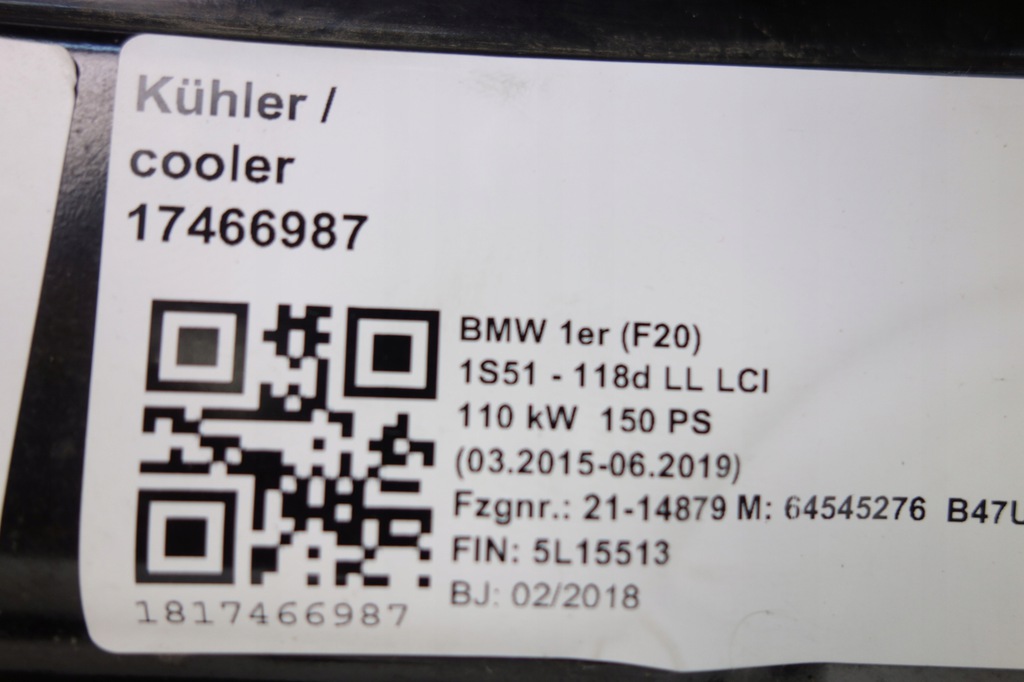 Kühler /
cooler
17466987
BMW 1er (F20)
1S51 - 118d LL LCI
110 kW 150 PS
(03.2015-06.2019)
Fzgnr.: 21-14879 M: 64545276 B47U
FIN: 5L15513
BJ: 02/2018
1817466987